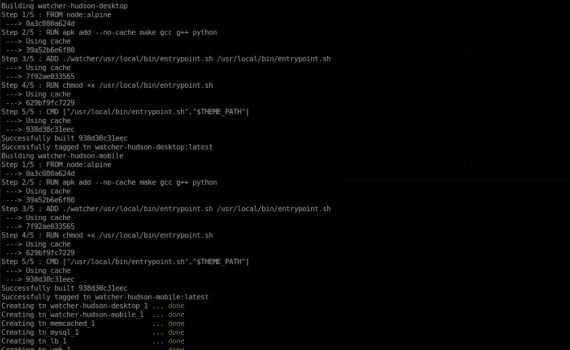 Building watcher-hudson-desktop
Step 1/5 : FROM node:alpine
---> 0a3c080a624d
Step 2/5 : RUN apk add --no-cache make gcc g++ python
---> Using cache
---> 39a52b6e6f80
Step 3/5 : ADD ./watcher/usr/local/bin/entrypoint.sh /usr/local/bin/entrypoint.sh
---> Using cache
---> 7f92ae033565
Step 4/5 : RUN chmod +x /usr/local/bin/entrypoint.sh
---> Using cache
---> 629bf9fc7229
Step 5/5 : CMD ["/usr/local/bin/entrypoint.sh","$THEME_PATH"]
---> Using cache
---> 938d30c31eec
Successfully built 938d30c31eec
Successfully tagged tn_watcher-hudson-desktop:latest
Building watcher-hudson-mobile
Step 1/5 : FROM node:alpine
---> 0a3c080a624d
Step 2/5 : RUN apk add --no-cache make gcc g++ python
---> Using cache
---> 39a52b6e6f80
Step 3/5 : ADD ./watcher/usr/local/bin/entrypoint.sh /usr/local/bin/entrypoint.sh
---> Using cache
---> 7f92ae033565
Step 4/5 : RUN chmod +x /usr/local/bin/entrypoint.sh
---> Using cache
---> 629bf9fc7229
Step 5/5 : CMD ["/usr/local/bin/entrypoint.sh","$THEME_PATH"]
---> Using cache
---> 938d30c31eec
Successfully built 938d30c31eec
Successfully tagged tn_watcher-hudson-mobile:latest
Creating tn_watcher-hudson-desktop_1 ... done
Creating tn_watcher-hudson-mobile_1 ... done
Creating tn_memcached_1 ... done
Creating tn_mysql_1 ... done
Creating tn_lb_1 ... done
Creating tn_web_1 ... done